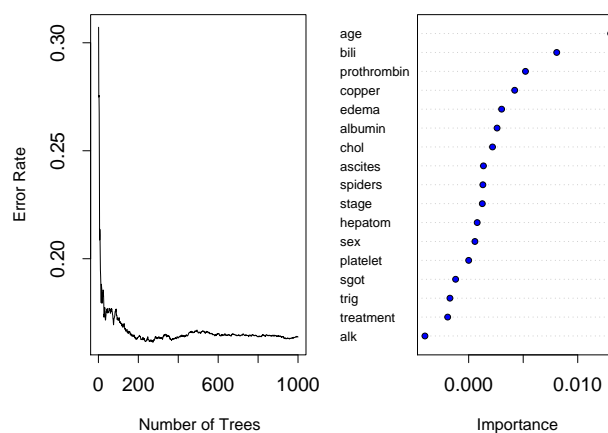 0.30
0.25
0.20
Error Rate
0 200 600 1000
Number of Trees
age
bili
prothrombin
copper
edema
albumin
chol
ascites
spiders
stage
hepatom
sex
platelet
sgot
trig
treatment
alk
0.000 0.010
Importance